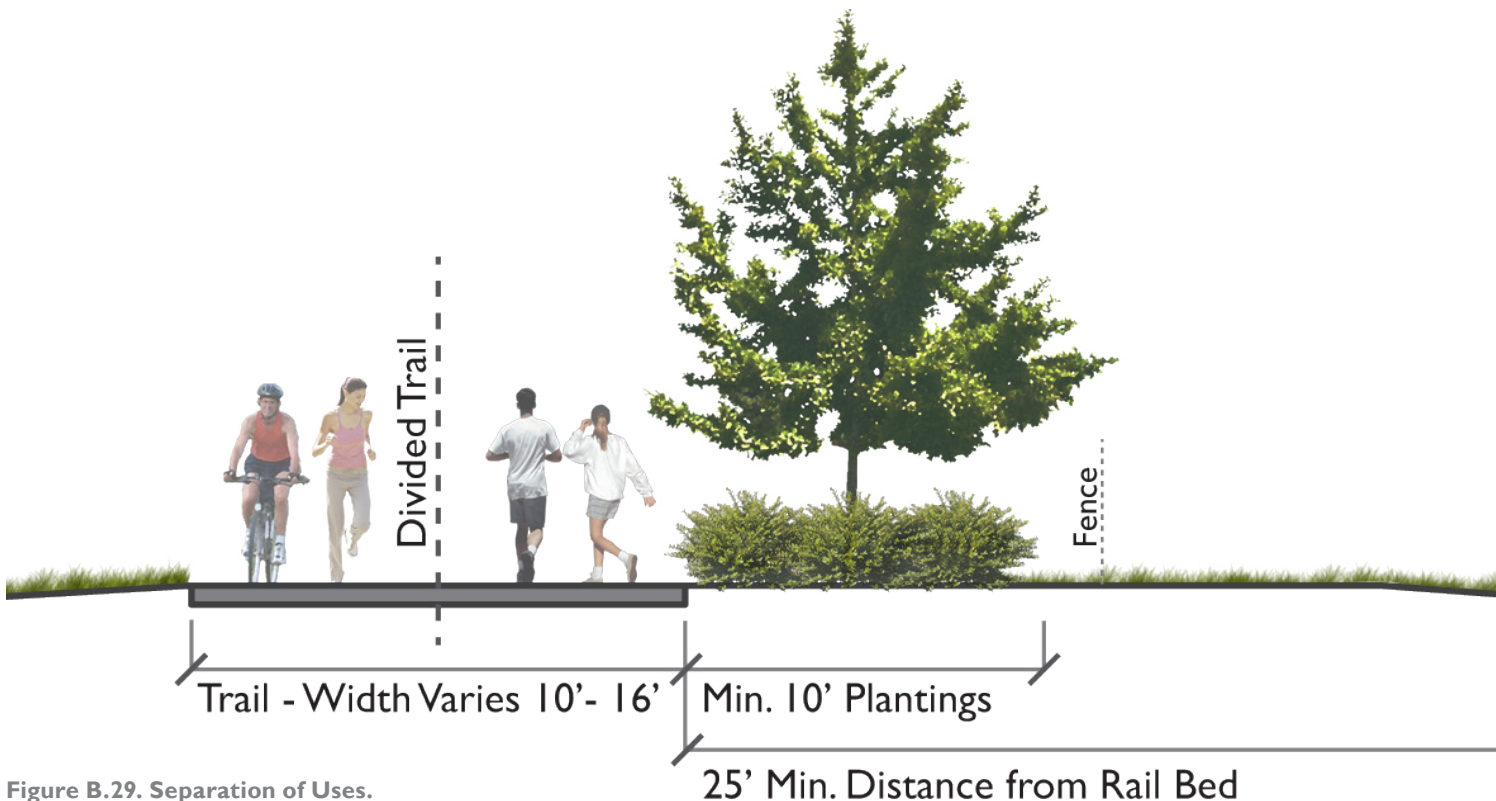 Divided Trail
Fence
Trail - Width Varies 10’- 16’
Min. 10’ Plantings
25’ Min. Distance from Rail Bed
Figure B.29. Separation of Uses.